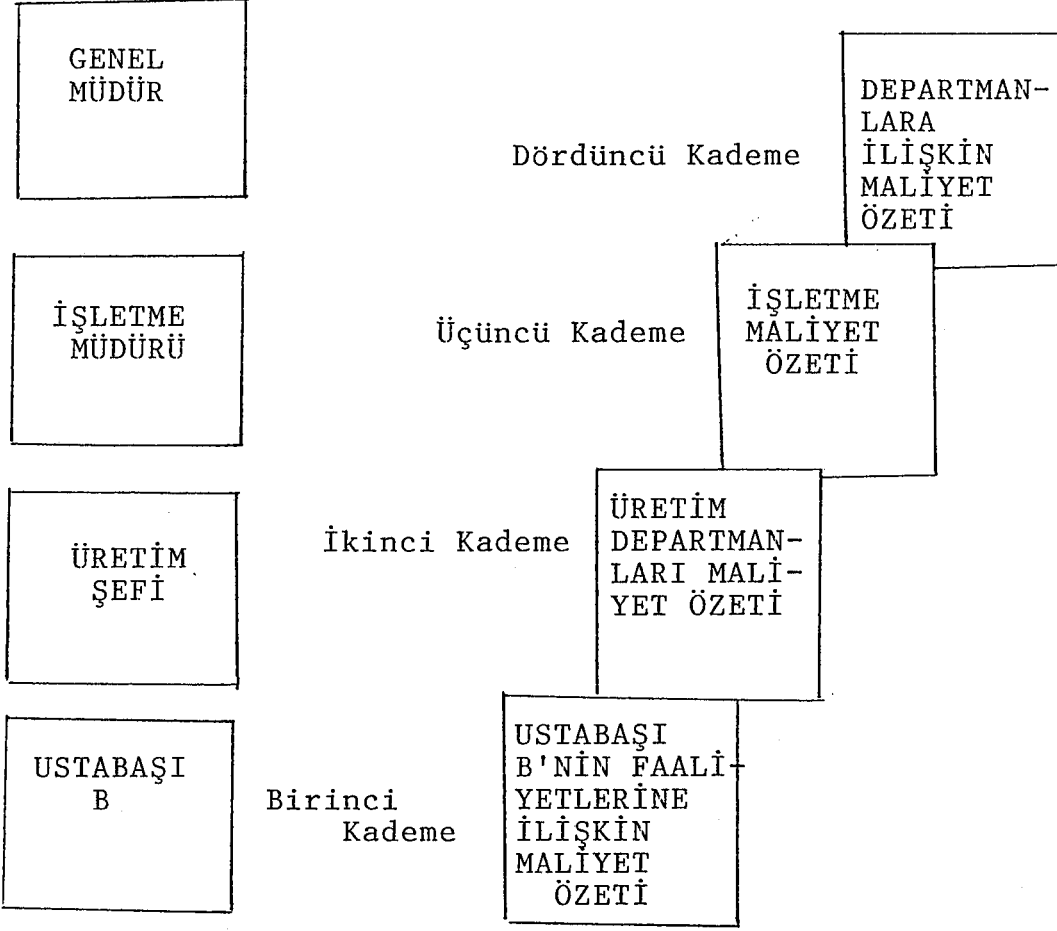 GENEL
MÜDÜR
Dördüncü Kademe
DEPARTMAN-
LARA
İLİŞKİN
MALİYET
ÖZETİ
İŞLETME
MÜDÜRÜ
Üçüncü Kademe
İŞLETME
MALİYET
ÖZETİ
ÜRETİM
ŞEFİ
İkinci Kademe
ÜRETİM
DEPARTMAN-
LARI MALİ-
YET ÖZETİ
USTABAŞI
B
Birinci
Kademe
USTABAŞI
B'NİN FAALİ-
YETLERİNE
İLİŞKİN
MALİYET
ÖZETİ